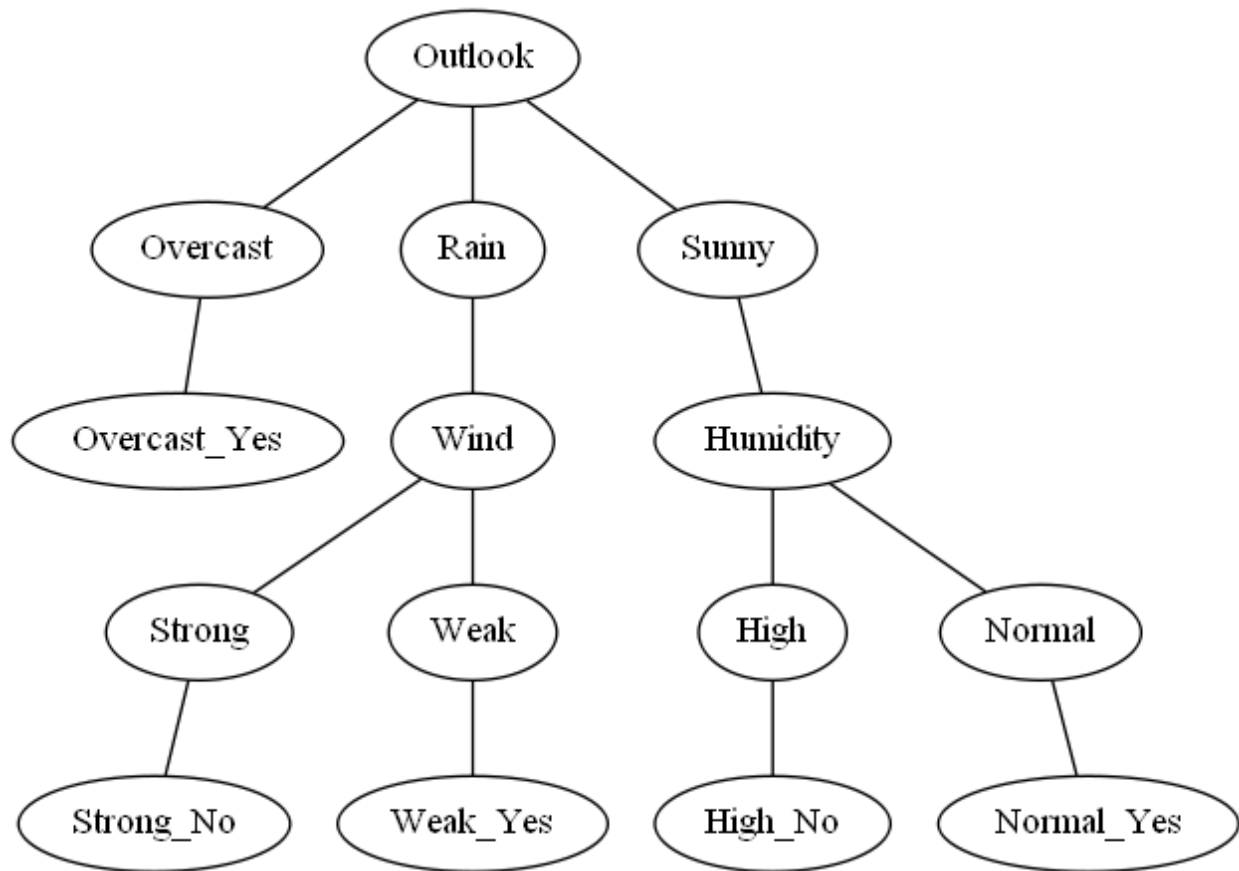 Outlook
Overcast
Rain
Sunny
Overcast_Yes
Wind
Humidity
Strong
Weak
High
Normal
Strong_No
Weak_Yes
High_No
Normal_Yes